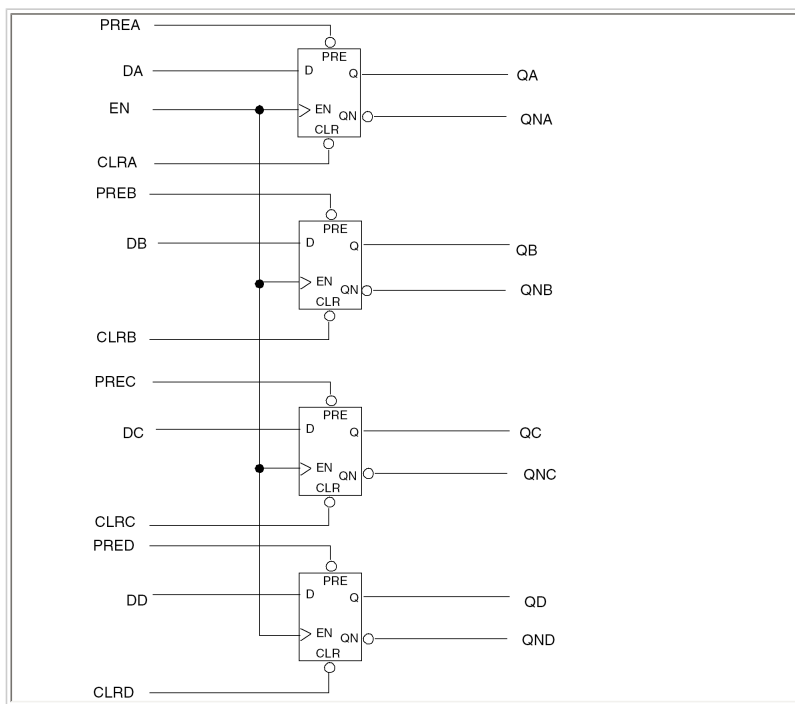 PREA
PRE
DA
D
Q
QA
EN
EN
QN
QNA
CLR
CLRA
PREB
PRE
DB
D
Q
QB
EN
QN
QNB
CLR
CLRB
PREC
PRE
DC
D
Q
QC
EN
QN
QNC
CLR
CLRC
PRED
PRE
DD
D
Q
QD
EN
QN
QND
CLR
CLRD